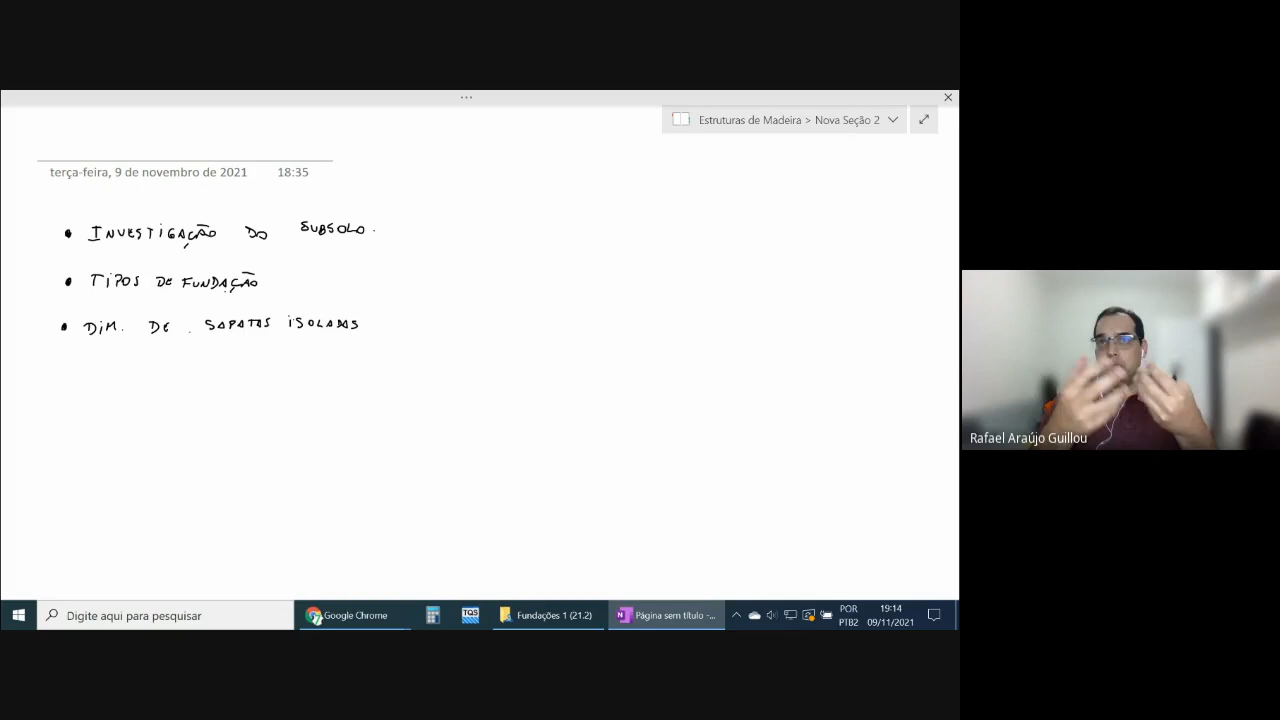 Estruturas de Madeira > Nova Seção 2
terça-feira, 9 de novembro de 2021 18:35
• INVESTIGAÇÃO DO SUBSOLO.
• TIPOS DE FUNDAÇÃO
• DIM. DE SAPATAS ISOLADAS
Rafael Araújo Guillou
Digite aqui para pesquisar
Google Chrome
TQS
Fundações 1 (21.2)
Página sem título -...
POR
PTB2
19:14
09/11/2021